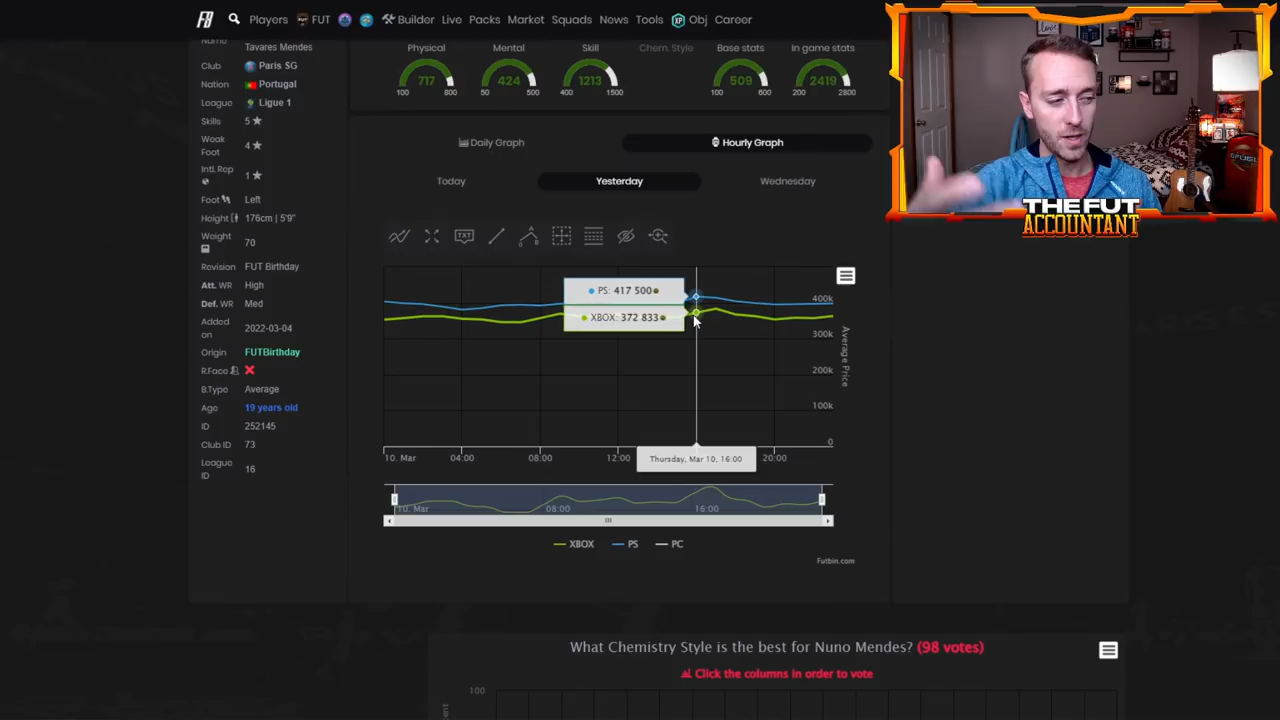 FB Players FUT Builder Live Packs Market Squads News Tools XP Obj Career
Name Tavares Mendes
Club Paris SG
Nation Portugal
League Ligue 1
Skills 5
Weak Foot 4
Intl. Rep 1
Foot Left
Height 176cm | 5'9"
Weight 70
Revision FUT Birthday
Att. WR High
Def. WR Med
Added on 2022-03-04
Origin FUTBirthday
R.Face
B.Type Average
Age 19 years old
ID 252145
Club ID 73
League ID 16
Physical Mental Skill Chem. Style Base stats In game stats
717 424 1213 509 2419
100 800 50 500 400 1500 100 600 200 2800
Daily Graph Hourly Graph
Today Yesterday Wednesday
TXT
PS: 417 500
XBOX: 372 833
400k
300k
200k
100k
0
Average Price
10. Mar 04:00 08:00 12:00 20:00
Thursday, Mar 10, 16:00
10. Mar 08:00 16:00
XBOX PS PC
Futbin.com
What Chemistry Style is the best for Nuno Mendes? (98 votes)
Click the columns in order to vote
100
THE FUT
ACCOUNTANT